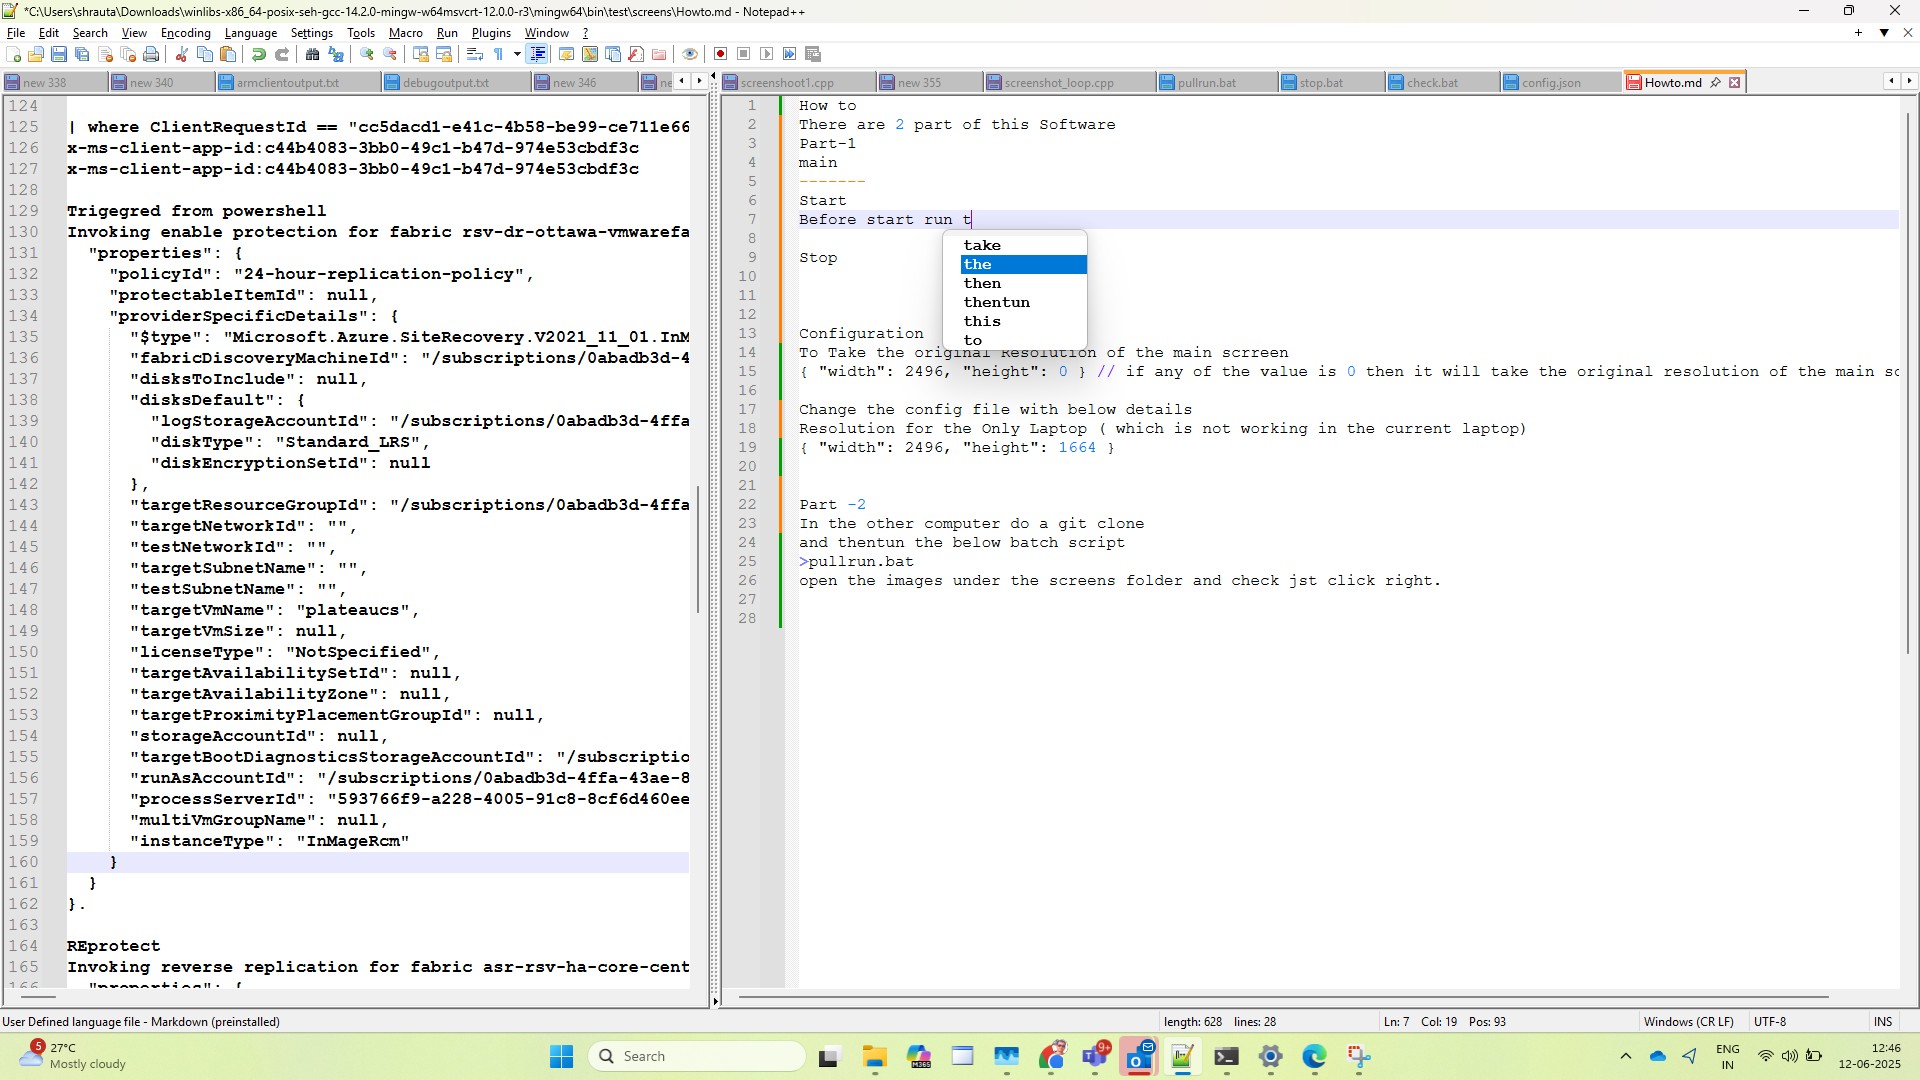 *C:\Users\shrauta\Downloads\winlibs-x86_64-posix-seh-gcc-14.2.0-mingw-w64msvcrt-12.0.0-r3\mingw64\bin\test\screens\Howto.md - Notepad++
File Edit Search View Encoding Language Settings Tools Macro Run Plugins Window ?
new 338 new 340 armclientoutput.txt debugoutput.txt new 346 ne
124
125 | where ClientRequestId == "cc5dacd1-e41c-4b58-be99-ce711e66
126 x-ms-client-app-id:c44b4083-3bb0-49c1-b47d-974e53cbdf3c
127 x-ms-client-app-id:c44b4083-3bb0-49c1-b47d-974e53cbdf3c
128
129 Trigegred from powershell
130 Invoking enable protection for fabric rsv-dr-ottawa-vmwarefa
131 "properties": {
132 "policyId": "24-hour-replication-policy",
133 "protectableItemId": null,
134 "providerSpecificDetails": {
135 "$type": "Microsoft.Azure.SiteRecovery.V2021_11_01.InM
136 "fabricDiscoveryMachineId": "/subscriptions/0abadb3d-4
137 "disksToInclude": null,
138 "disksDefault": {
139 "logStorageAccountId": "/subscriptions/0abadb3d-4ffa
140 "diskType": "Standard_LRS",
141 "diskEncryptionSetId": null
142 },
143 "targetResourceGroupId": "/subscriptions/0abadb3d-4ffa
144 "targetNetworkId": "",
145 "testNetworkId": "",
146 "targetSubnetName": "",
147 "testSubnetName": "",
148 "targetVmName": "plateaucs",
149 "targetVmSize": null,
150 "licenseType": "NotSpecified",
151 "targetAvailabilitySetId": null,
152 "targetAvailabilityZone": null,
153 "targetProximityPlacementGroupId": null,
154 "storageAccountId": null,
155 "targetBootDiagnosticsStorageAccountId": "/subscriptio
156 "runAsAccountId": "/subscriptions/0abadb3d-4ffa-43ae-8
157 "processServerId": "593766f9-a228-4005-91c8-8cf6d460ee
158 "multiVmGroupName": null,
159 "instanceType": "InMageRcm"
160 }
161 }
162 }.
163
164 REprotect
165 Invoking reverse replication for fabric asr-rsv-ha-core-cent
166 "properties": {
screenshoot1.cpp new 355 screenshot_loop.cpp pullrun.bat stop.bat check.bat config.json Howto.md
1 How to
2 There are 2 part of this Software
3 Part-1
4 main
5 -------
6 Start
7 Before start run t
8
9 Stop
10
11
12
13 Configuration
14 To Take the original Resolution of the main scrreen
15 { "width": 2496, "height": 0 } // if any of the value is 0 then it will take the original resolution of the main sc
16
17 Change the config file with below details
18 Resolution for the Only Laptop ( which is not working in the current laptop)
19 { "width": 2496, "height": 1664 }
20
21
22 Part -2
23 In the other computer do a git clone
24 and thentun the below batch script
25 >pullrun.bat
26 open the images under the screens folder and check jst click right.
27
28
take
the
then
thentun
this
to
User Defined language file - Markdown (preinstalled) length: 628 lines: 28 Ln: 7 Col: 19 Pos: 93 Windows (CR LF) UTF-8 INS
5 27°C
Mostly cloudy
Search
M365
9+
ENG
IN
12:46
12-06-2025